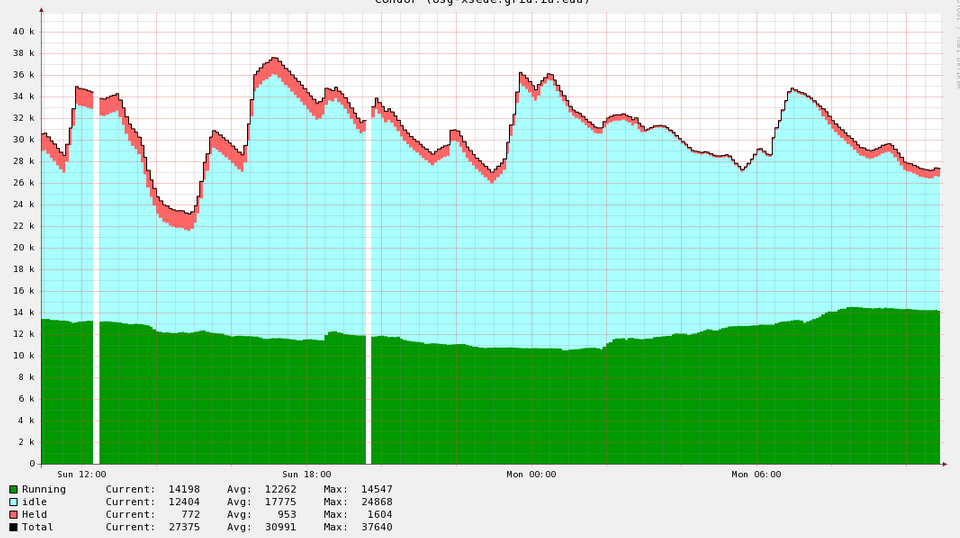 Condor (osg-xsede.grid.iu.edu)
40 k
38 k
36 k
34 k
32 k
30 k
28 k
26 k
24 k
22 k
20 k
18 k
16 k
14 k
12 k
10 k
8 k
6 k
4 k
2 k
0
Sun 12:00 Sun 18:00 Mon 00:00 Mon 06:00
Running Current: 14198 Avg: 12262 Max: 14547
idle Current: 12404 Avg: 17775 Max: 24868
Held Current: 772 Avg: 953 Max: 1604
Total Current: 27375 Avg: 30991 Max: 37640